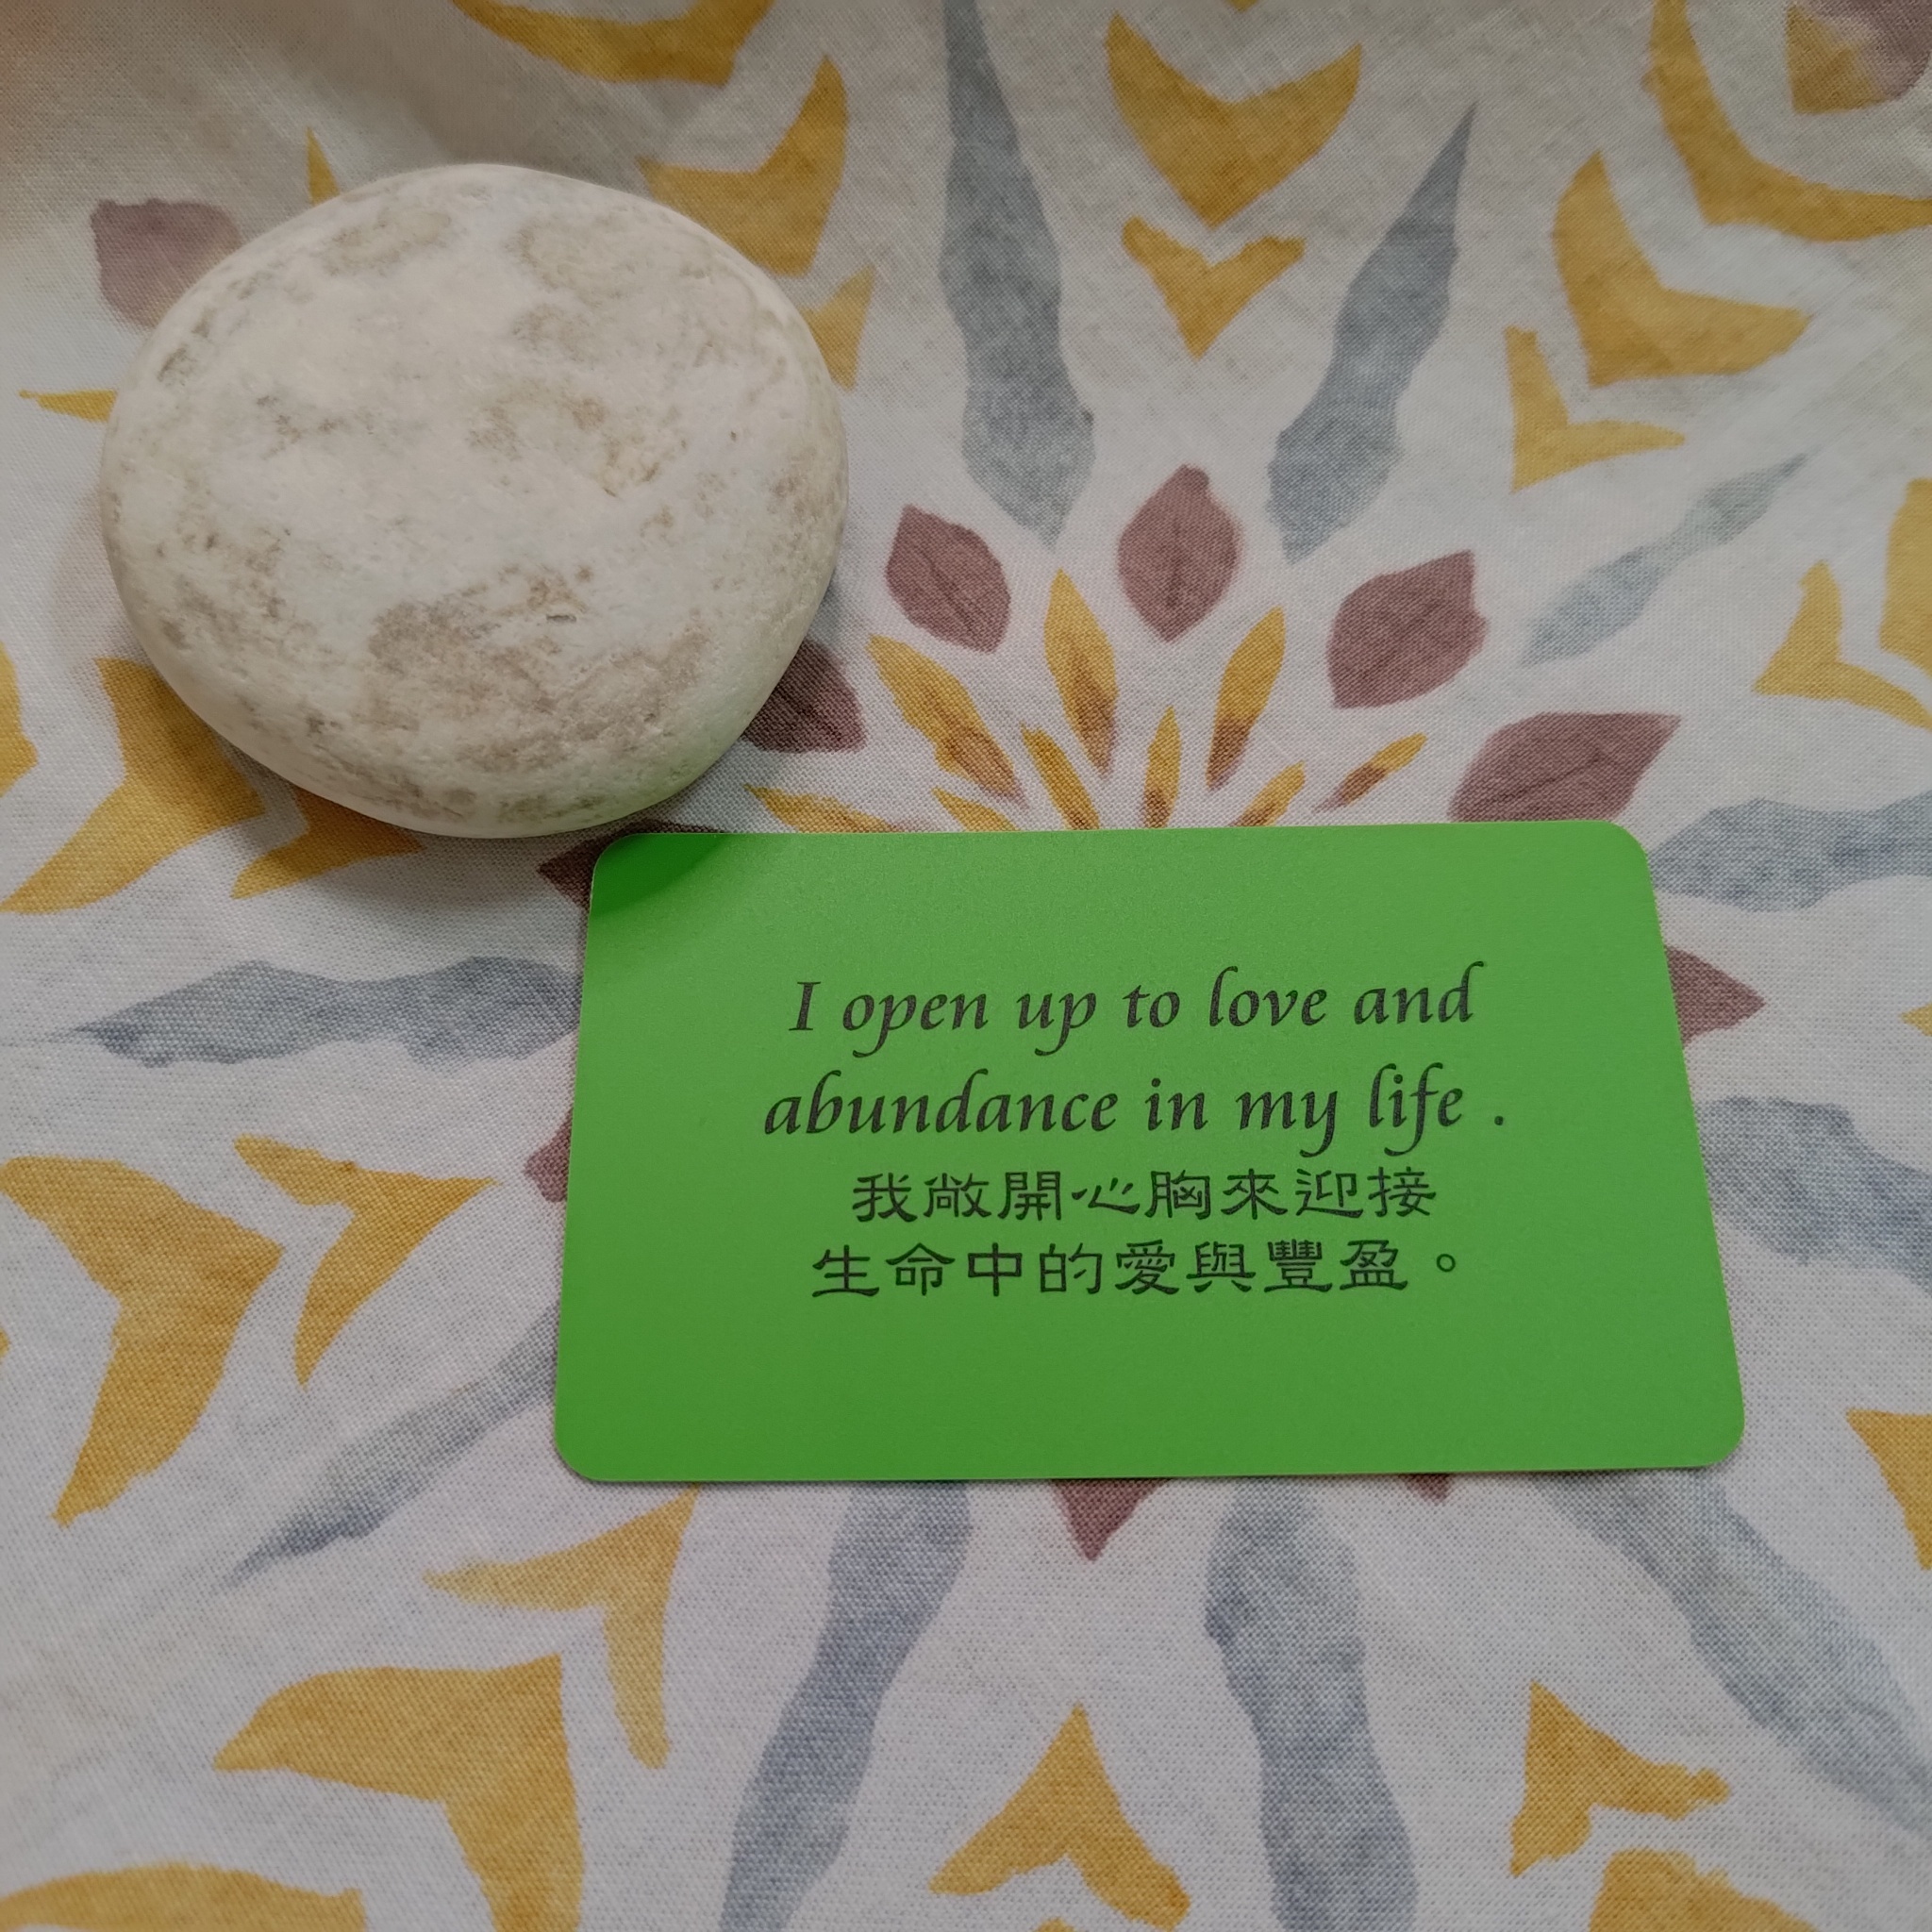 I open up to love and
abundance in my life .
我敞開心胸來迎接
生命中的愛與豐盈。